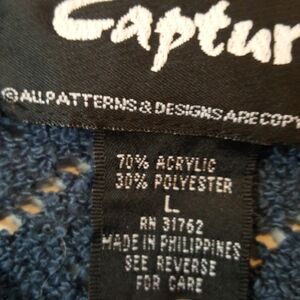 Captur
©ALLPATTERNS&DESIGNSARECOPY
70% ACRYLIC
30% POLYESTER
L
RN 31762
MADE IN PHILIPPINES
SEE REVERSE
FOR CARE